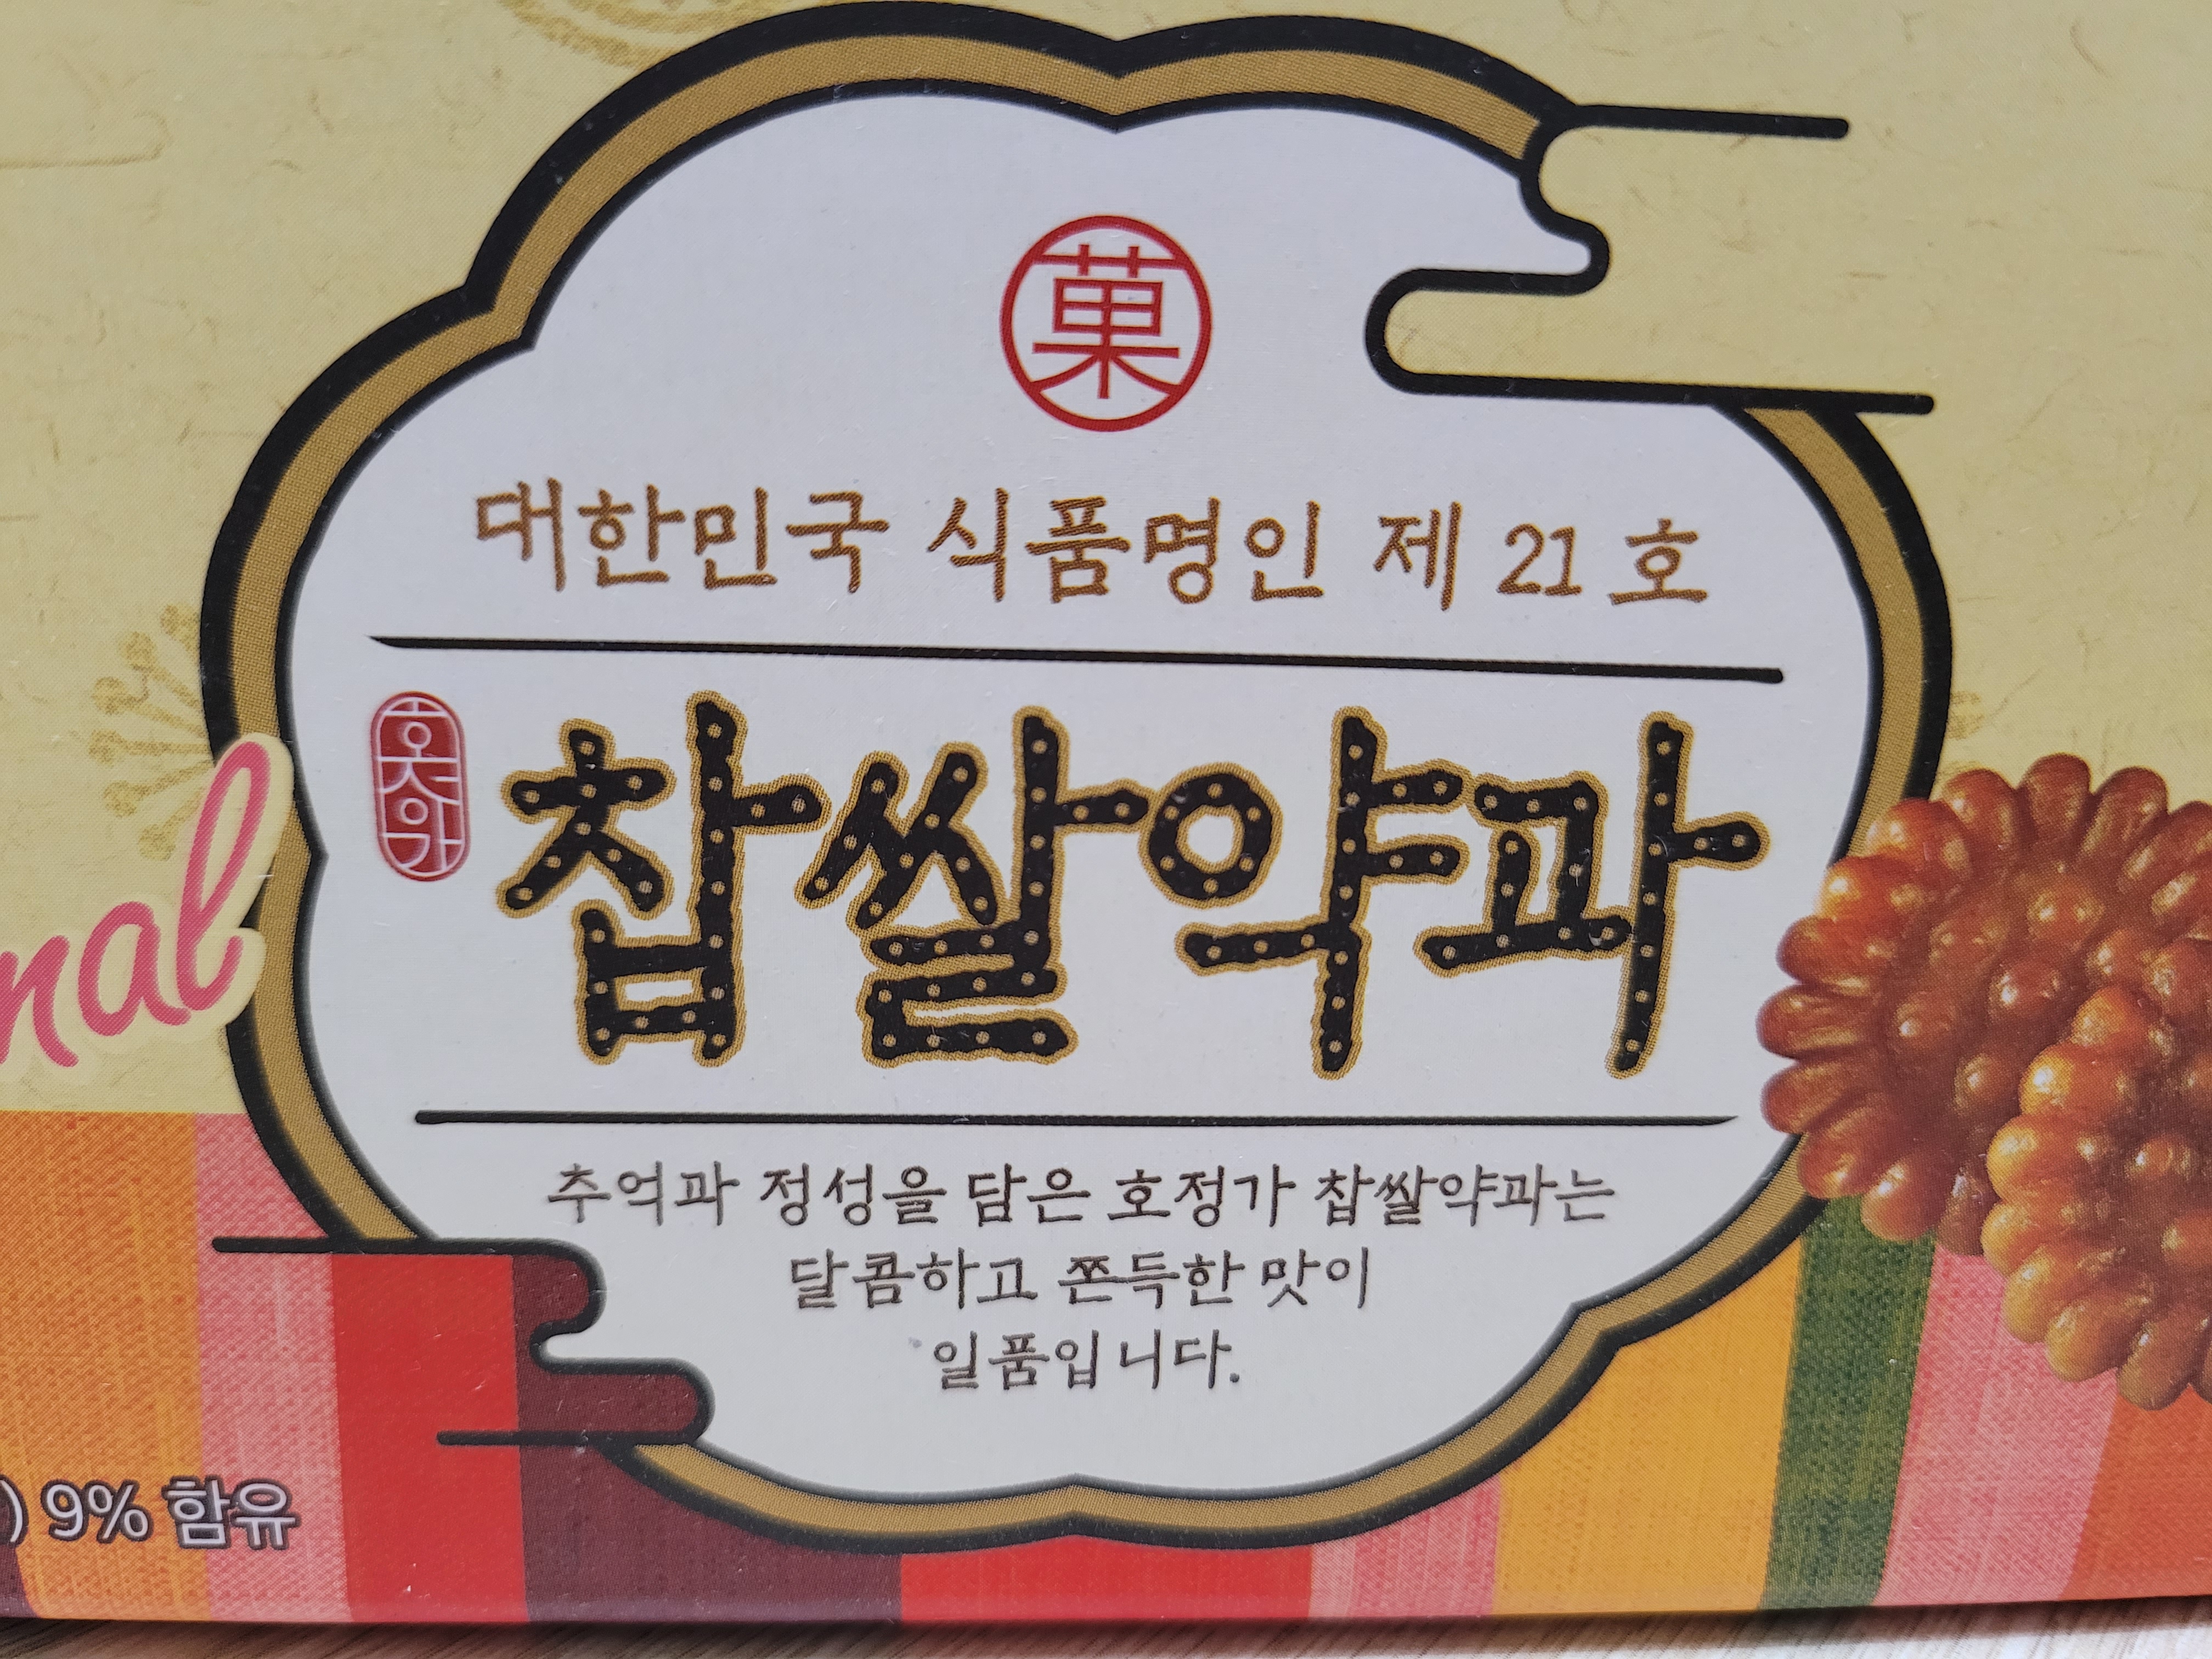 菓
대한민국 식품명인 제 21 호
호정가
찹쌀약과
nal
추억과 정성을 담은 호정가 찹쌀약과는
달콤하고 쫀득한 맛이
일품입니다.
) 9% 함유